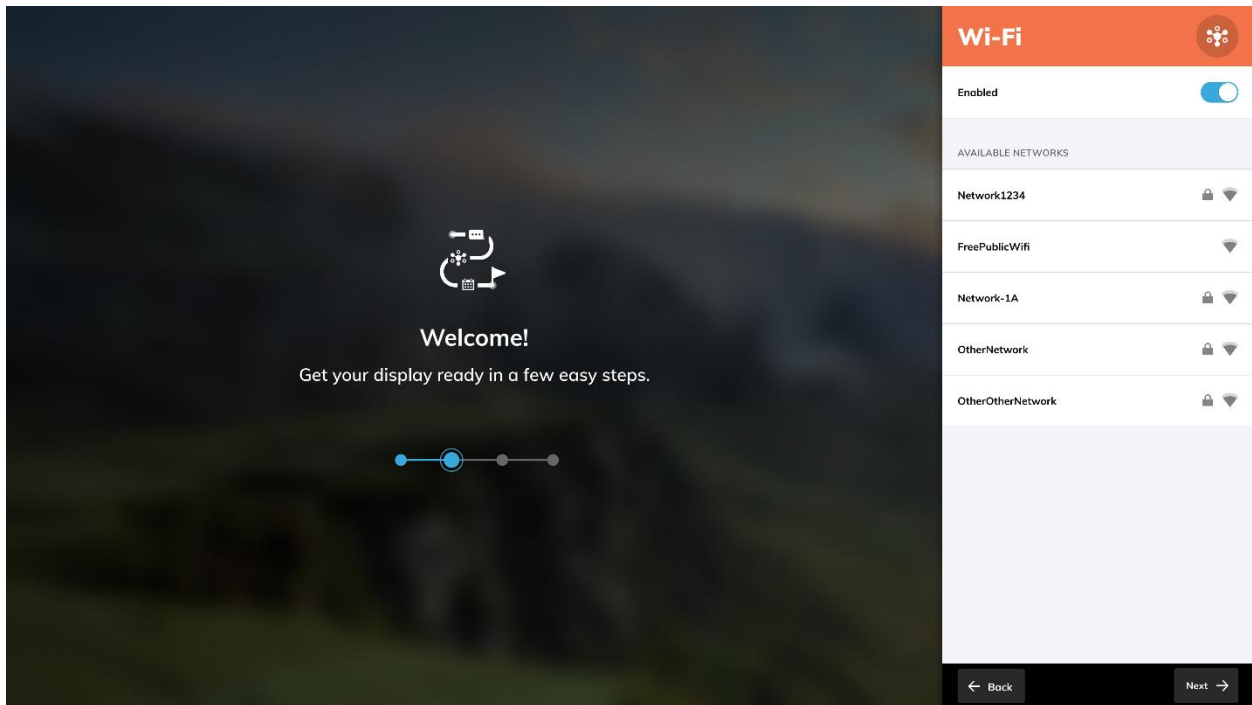 Welcome!
Get your display ready in a few easy steps.
Wi-Fi
Enabled
AVAILABLE NETWORKS
Network1234
FreePublicWifi
Network-1A
OtherNetwork
OtherOtherNetwork
← Back
Next →